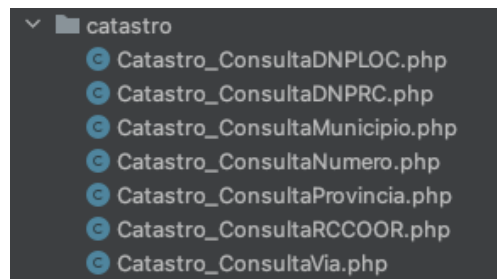 catastro
Catastro_ConsultaDNPLOC.php
Catastro_ConsultaDNPRC.php
Catastro_ConsultaMunicipio.php
Catastro_ConsultaNumero.php
Catastro_ConsultaProvincia.php
Catastro_ConsultaRCCOOR.php
Catastro_ConsultaVia.php